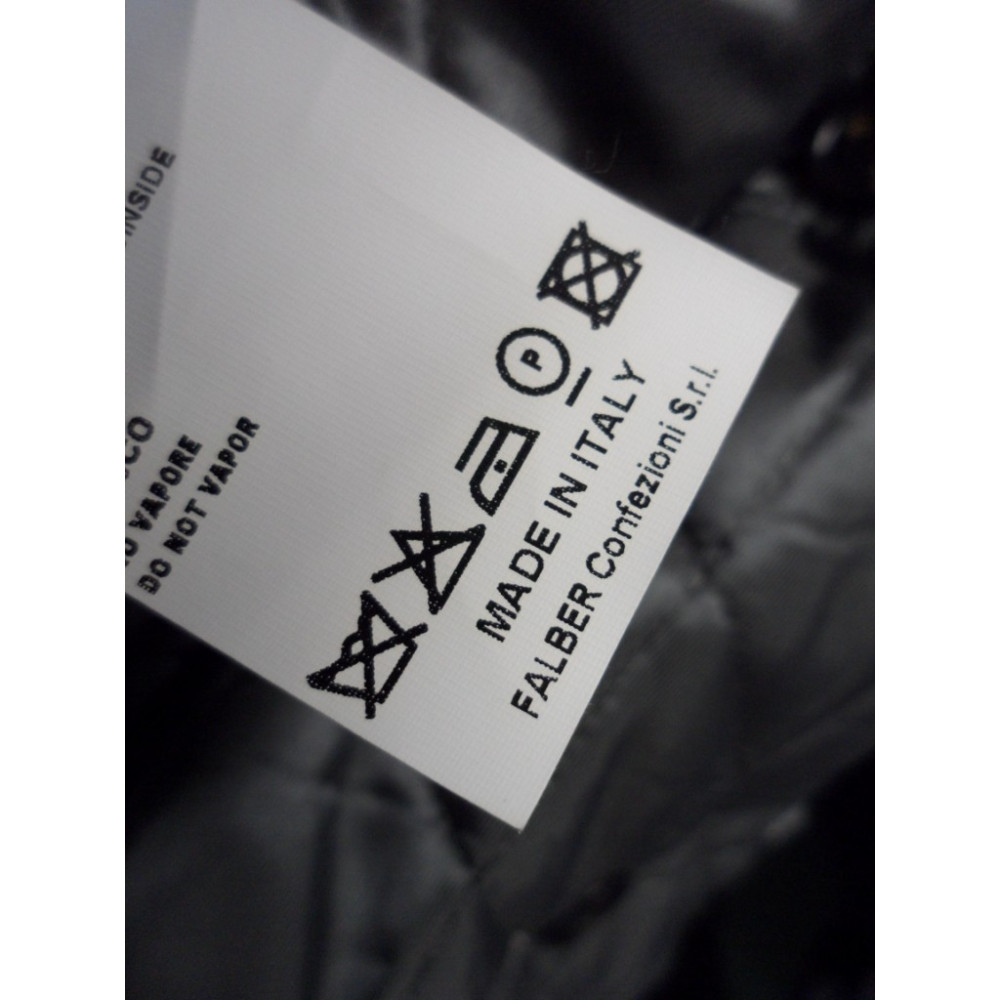 INSIDE
VAPORE
DO NOT VAPOR
P
MADE IN ITALY
FALBER Confezioni S.r.l.